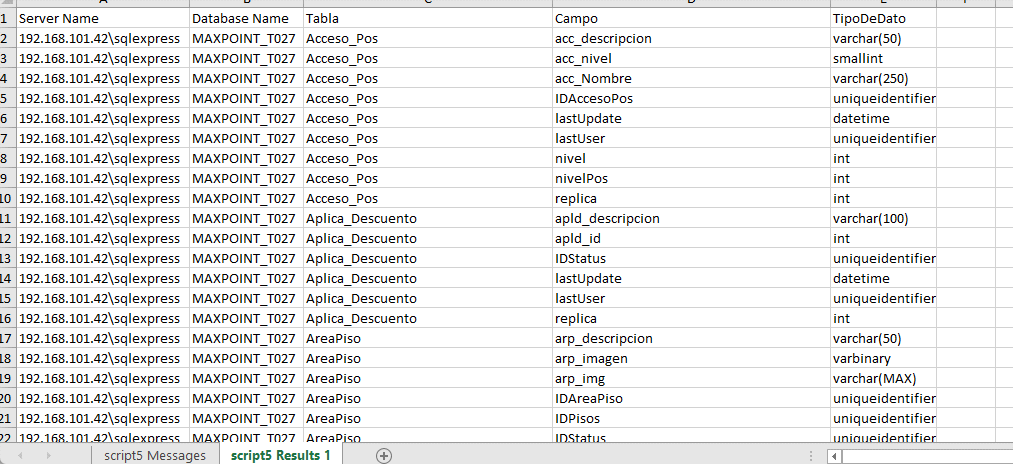 1 Server Name Database Name Tabla Campo TipoDeDato
2 192.168.101.42\sqlexpress MAXPOINT_T027 Acceso_Pos acc_descripcion varchar(50)
3 192.168.101.42\sqlexpress MAXPOINT_T027 Acceso_Pos acc_nivel smallint
4 192.168.101.42\sqlexpress MAXPOINT_T027 Acceso_Pos acc_Nombre varchar(250)
5 192.168.101.42\sqlexpress MAXPOINT_T027 Acceso_Pos IDAccesoPos uniqueidentifier
6 192.168.101.42\sqlexpress MAXPOINT_T027 Acceso_Pos lastUpdate datetime
7 192.168.101.42\sqlexpress MAXPOINT_T027 Acceso_Pos lastUser uniqueidentifier
8 192.168.101.42\sqlexpress MAXPOINT_T027 Acceso_Pos nivel int
9 192.168.101.42\sqlexpress MAXPOINT_T027 Acceso_Pos nivelPos int
10 192.168.101.42\sqlexpress MAXPOINT_T027 Acceso_Pos replica int
11 192.168.101.42\sqlexpress MAXPOINT_T027 Aplica_Descuento apld_descripcion varchar(100)
12 192.168.101.42\sqlexpress MAXPOINT_T027 Aplica_Descuento apld_id int
13 192.168.101.42\sqlexpress MAXPOINT_T027 Aplica_Descuento IDStatus uniqueidentifier
14 192.168.101.42\sqlexpress MAXPOINT_T027 Aplica_Descuento lastUpdate datetime
15 192.168.101.42\sqlexpress MAXPOINT_T027 Aplica_Descuento lastUser uniqueidentifier
16 192.168.101.42\sqlexpress MAXPOINT_T027 Aplica_Descuento replica int
17 192.168.101.42\sqlexpress MAXPOINT_T027 AreaPiso arp_descripcion varchar(50)
18 192.168.101.42\sqlexpress MAXPOINT_T027 AreaPiso arp_imagen varbinary
19 192.168.101.42\sqlexpress MAXPOINT_T027 AreaPiso arp_img varchar(MAX)
20 192.168.101.42\sqlexpress MAXPOINT_T027 AreaPiso IDAreaPiso uniqueidentifier
21 192.168.101.42\sqlexpress MAXPOINT_T027 AreaPiso IDPisos uniqueidentifier
22 192.168.101.42\sqlexpress MAXPOINT_T027 AreaPiso IDStatus uniqueidentifier
script5 Messages script5 Results 1